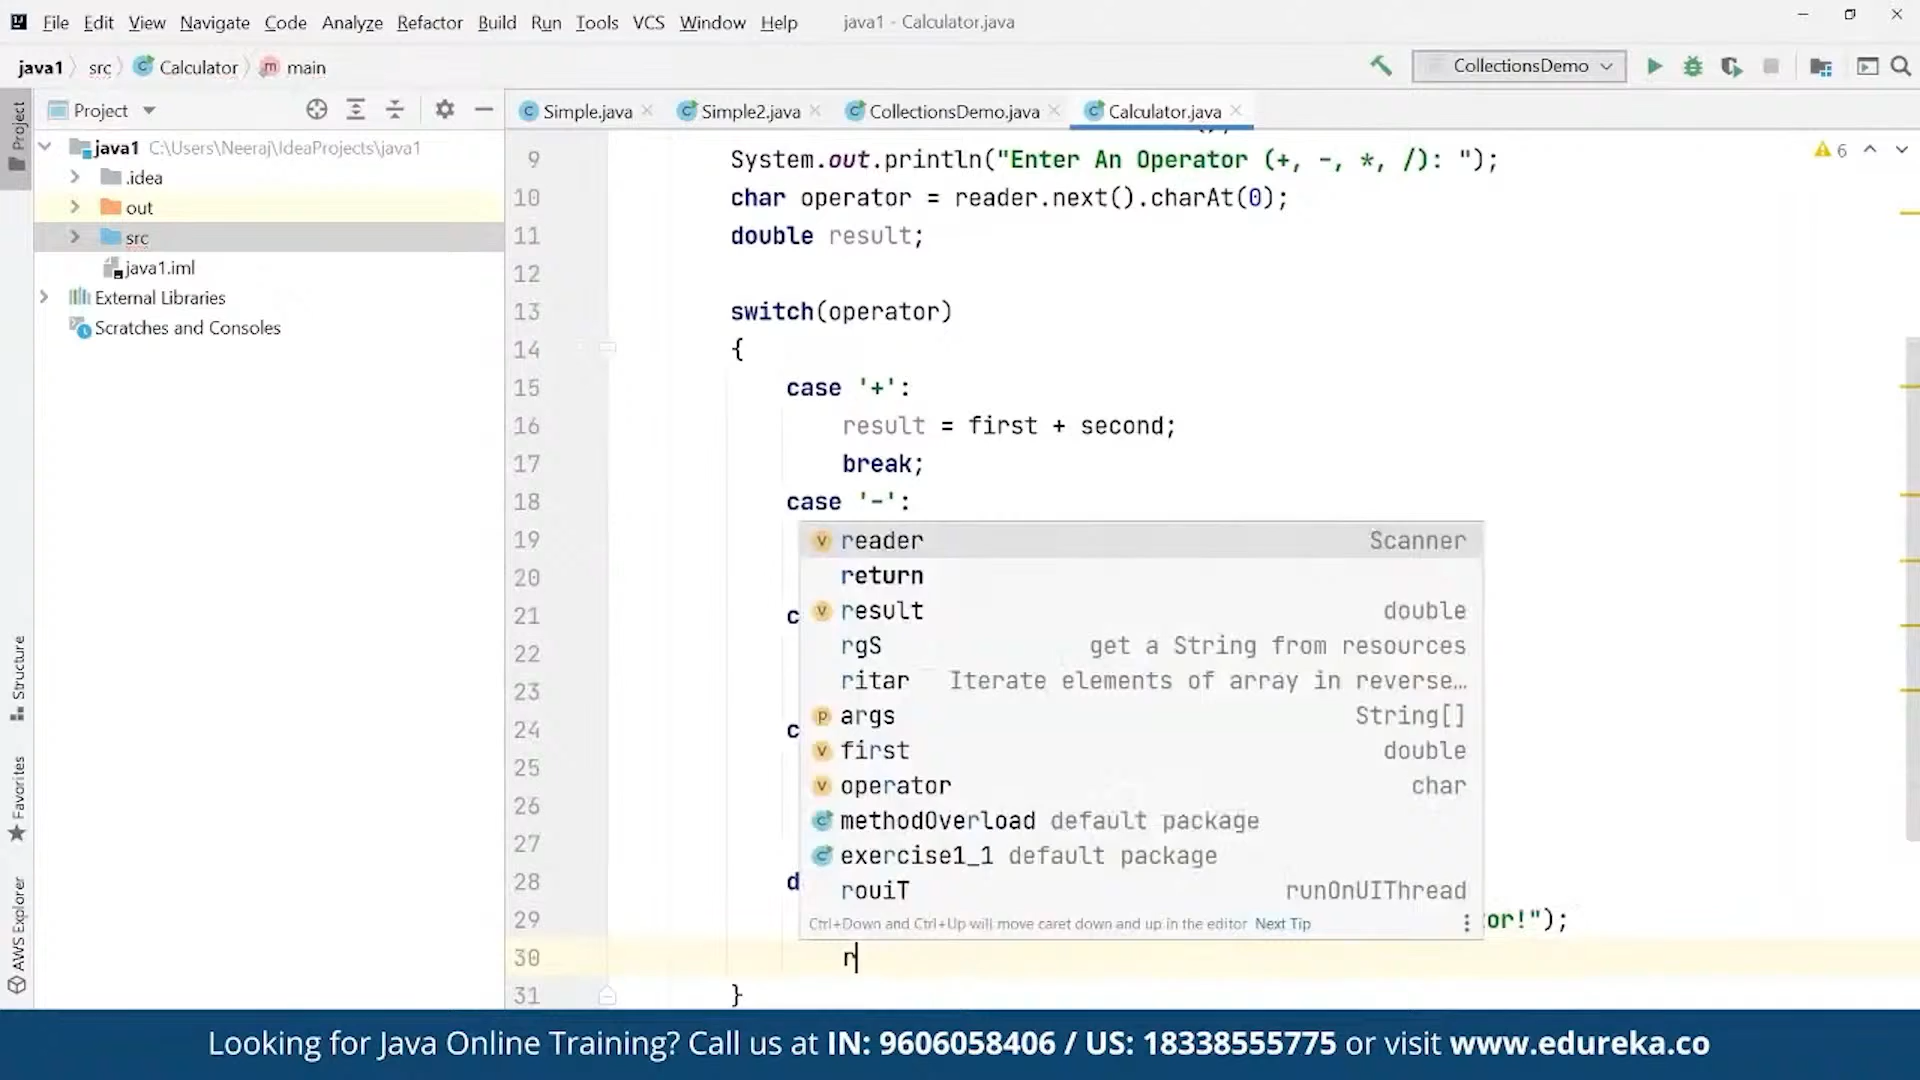 File Edit View Navigate Code Analyze Refactor Build Run Tools VCS Window Help java1 - Calculator.java
java1 src Calculator m main CollectionsDemo
Project
Project
Simple.java Simple2.java CollectionsDemo.java Calculator.java
java1 C:\Users\Neeraj\IdeaProjects\java1
.idea
out
src
java1.iml
External Libraries
Scratches and Consoles
Structure
Favorites
AWS Explorer
6
9 System.out.println("Enter An Operator (+, -, *, /): ");
10 char operator = reader.next().charAt(0);
11 double result;
12
13 switch(operator)
14 {
15 case '+':
16 result = first + second;
17 break;
18 case '-':
19
20
21 c
22
23
24 c
25
26
27
28 d
29 or!");
30 r
31 }
reader Scanner
return
result double
rgS get a String from resources
ritar Iterate elements of array in reverse…
args String[]
first double
operator char
methodOverload default package
exercise1_1 default package
rouiT runOnUIThread
Ctrl+Down and Ctrl+Up will move caret down and up in the editor Next Tip
Looking for Java Online Training? Call us at IN: 9606058406 / US: 18338555775 or visit www.edureka.co